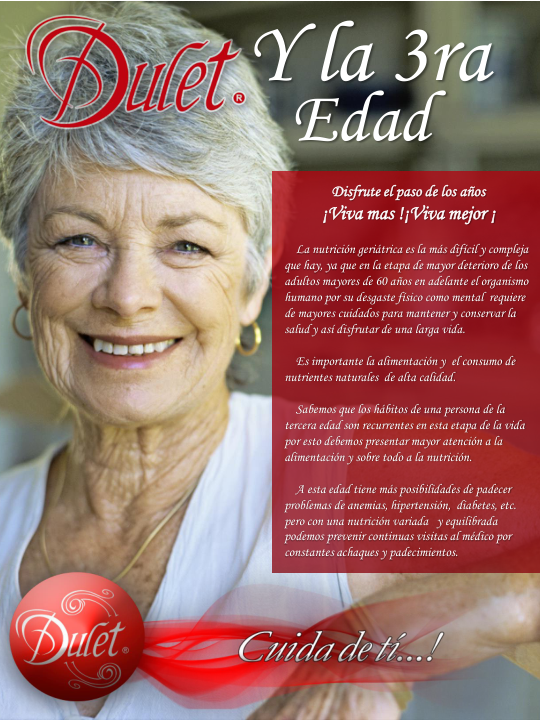 Dulet®
Y la 3ra
Edad
Disfrute el paso de los años
¡Viva mas !¡Viva mejor ¡
La nutrición geriátrica es la más difícil y compleja
que hay, ya que en la etapa de mayor deterioro de los
adultos mayores de 60 años en adelante el organismo
humano por su desgaste físico como mental requiere
de mayores cuidados para mantener y conservar la
salud y así disfrutar de una larga vida.
Es importante la alimentación y el consumo de
nutrientes naturales de alta calidad.
Sabemos que los hábitos de una persona de la
tercera edad son recurrentes en esta etapa de la vida
por esto debemos presentar mayor atención a la
alimentación y sobre todo a la nutrición.
A esta edad tiene más posibilidades de padecer
problemas de anemias, hipertensión, diabetes, etc.
pero con una nutrición variada y equilibrada
podemos prevenir continuas visitas al médico por
constantes achaques y padecimientos.
Dulet®
Cuida de tí...!